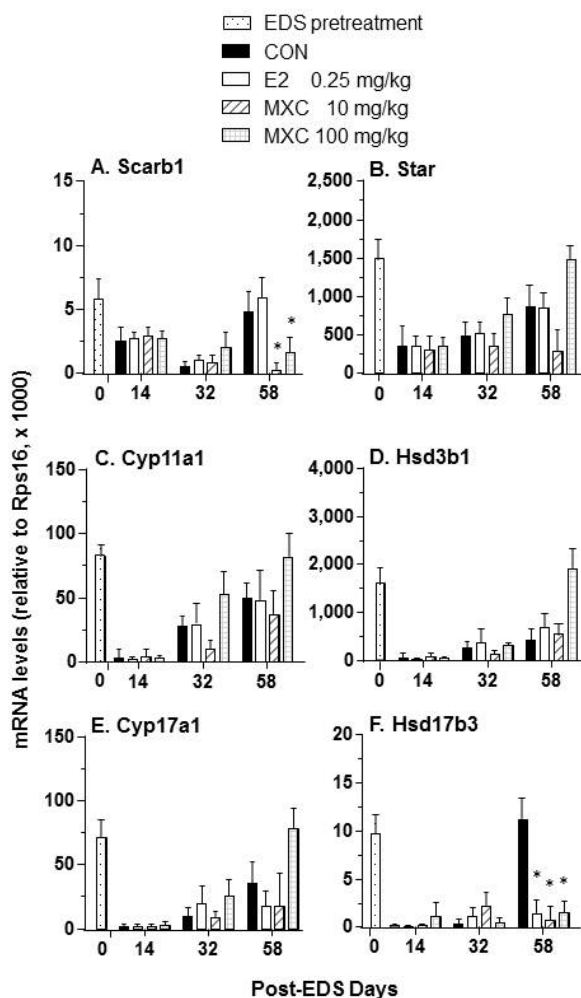 EDS pretreatment
CON
E2 0.25 mg/kg
MXC 10 mg/kg
MXC 100 mg/kg
mRNA levels (relative to Rps16, x 1000)
A. Scarb1
15
10
5
0
*
*
0 14 32 58
B. Star
2,500
2,000
1,500
1,000
500
0
0 14 32 58
C. Cyp11a1
150
100
50
0
0 14 32 58
D. Hsd3b1
4,000
3,000
2,000
1,000
0
0 14 32 58
E. Cyp17a1
150
100
50
0
0 14 32 58
F. Hsd17b3
20
15
10
5
0
* * *
0 14 32 58
Post-EDS Days